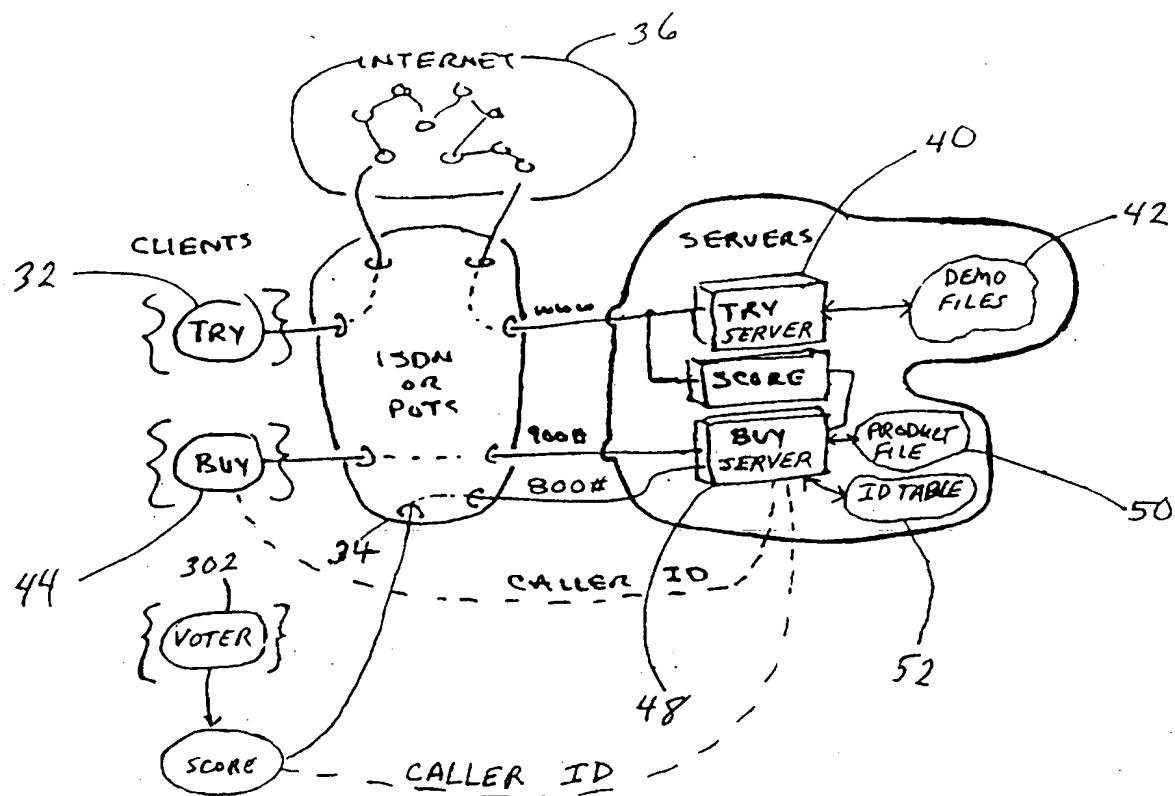 36
INTERNET
40
42
CLIENTS
SERVERS
32
DEMO
FILES
TRY
www
TRY
SERVER
ISDN
OR
POTS
SCORE
BUY
900#
BUY
SERVER
PRODUCT
FILE
800#
ID TABLE
50
34
44
302
CALLER ID
VOTER
48
52
SCORE
CALLER ID